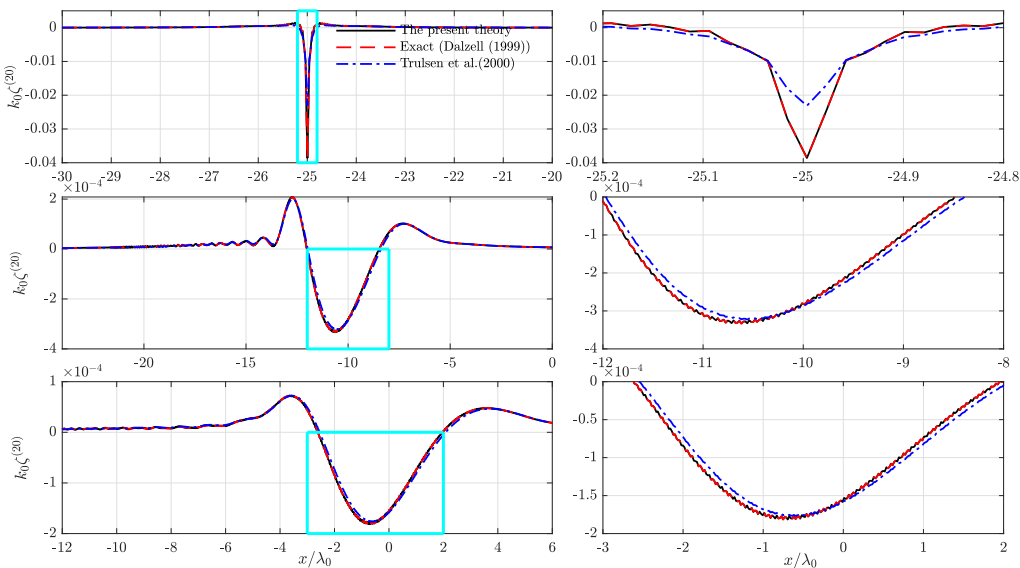 0
-0.01
-0.02
-0.03
-0.04
k₀ζ⁽²⁰⁾
The present theory
Exact (Dalzell (1999))
Trulsen et al.(2000)
-30 -29 -28 -27 -26 -25 -24 -23 -22 -21 -20
0
-0.01
-0.02
-0.03
-0.04
-25.2 -25.1 -25 -24.9 -24.8
×10⁻⁴
2
0
-2
-4
k₀ζ⁽²⁰⁾
-20 -15 -10 -5 0
×10⁻⁴
0
-1
-2
-3
-4
-12 -11 -10 -9 -8
×10⁻⁴
1
0
-1
-2
k₀ζ⁽²⁰⁾
-12 -10 -8 -6 -4 -2 0 2 4 6
x/λ₀
×10⁻⁴
0
-0.5
-1
-1.5
-2
-3 -2 -1 0 1 2
x/λ₀